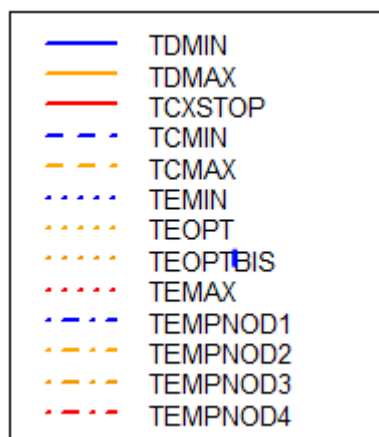 TDMIN
TDMAX
TCXSTOP
TCMIN
TCMAX
TEMIN
TEOPT
TEOPTBIS
TEMAX
TEMPNOD1
TEMPNOD2
TEMPNOD3
TEMPNOD4